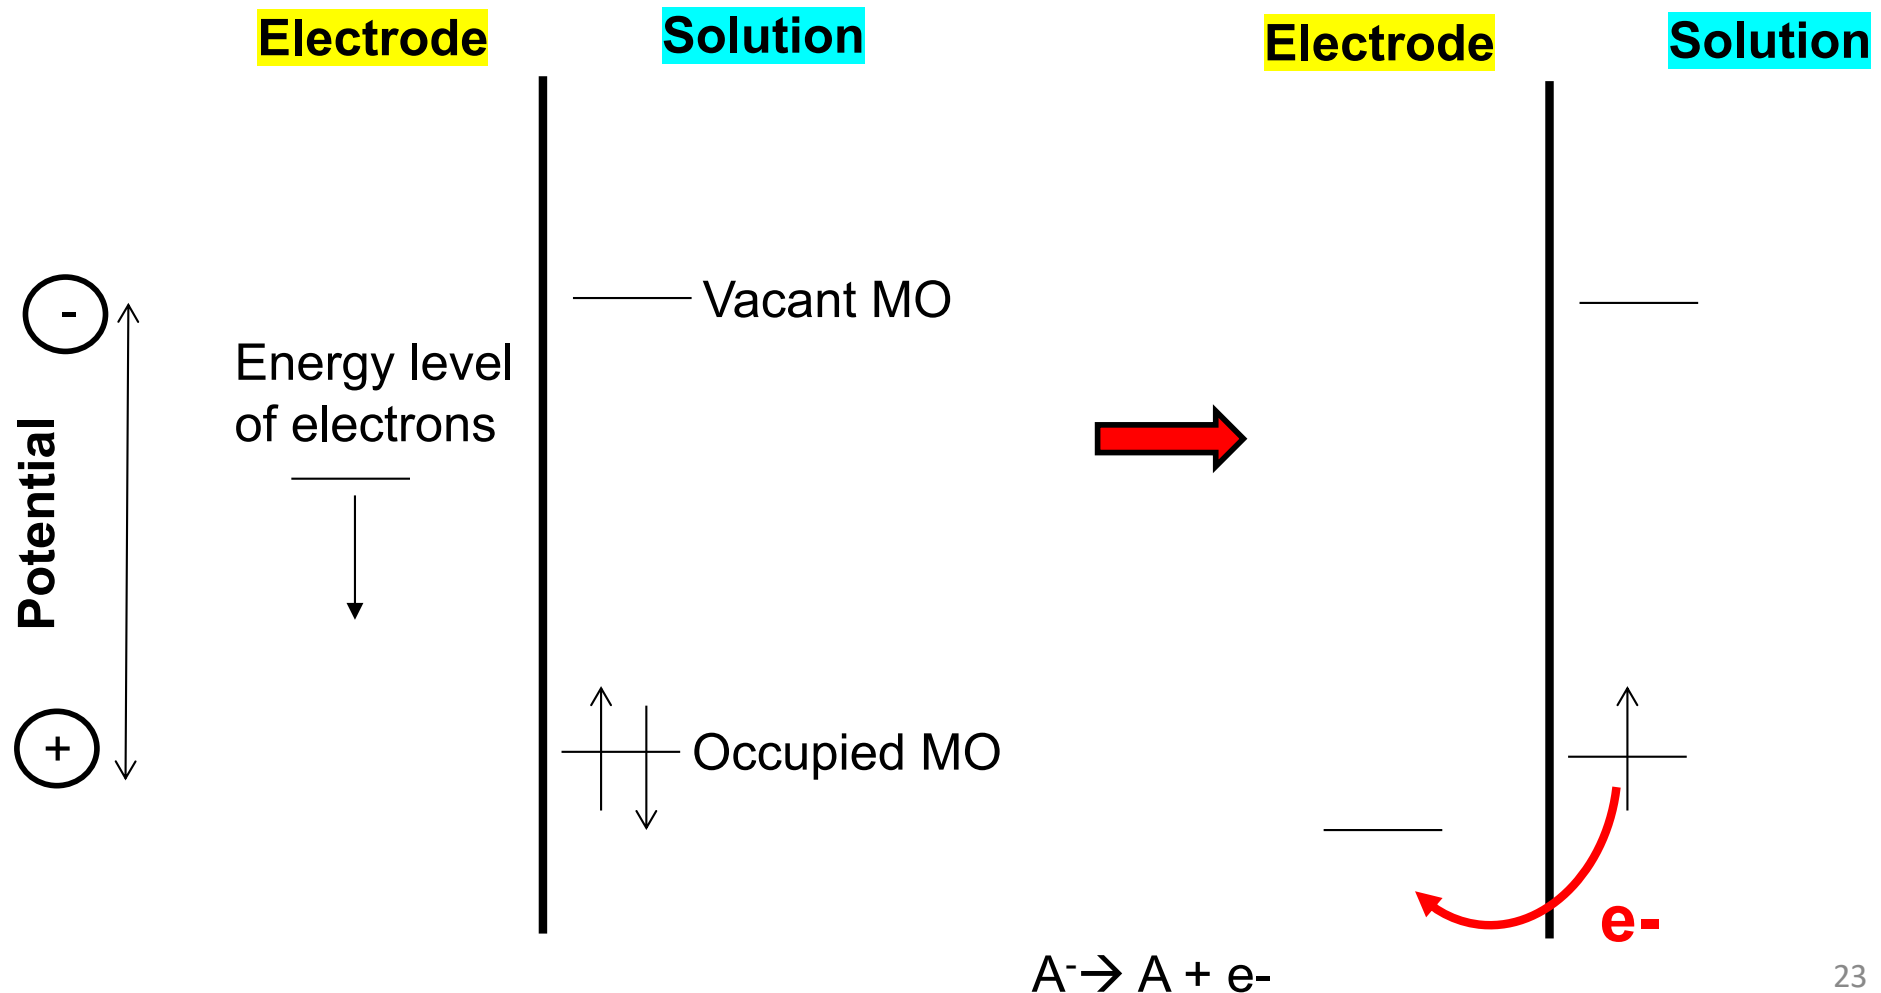 Electrode
Solution
Electrode
Solution
-
Vacant MO
Energy level
of electrons
Potential
+
Occupied MO
e-
A⁻→ A + e-
23